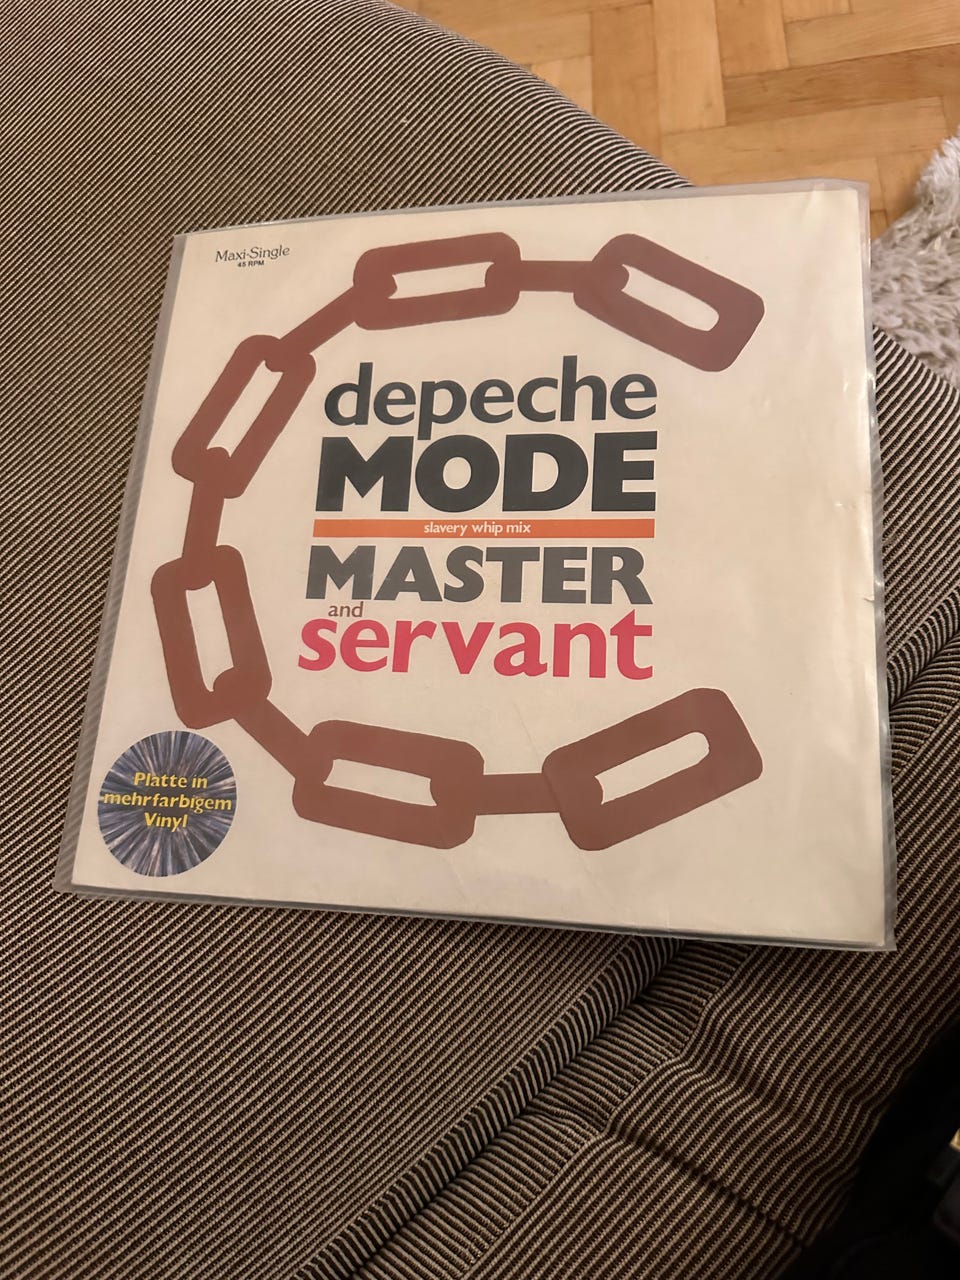 Maxi-Single
45 RPM
depeche
MODE
slavery whip mix
MASTER
and
servant
Platte in
mehrfarbigem
Vinyl